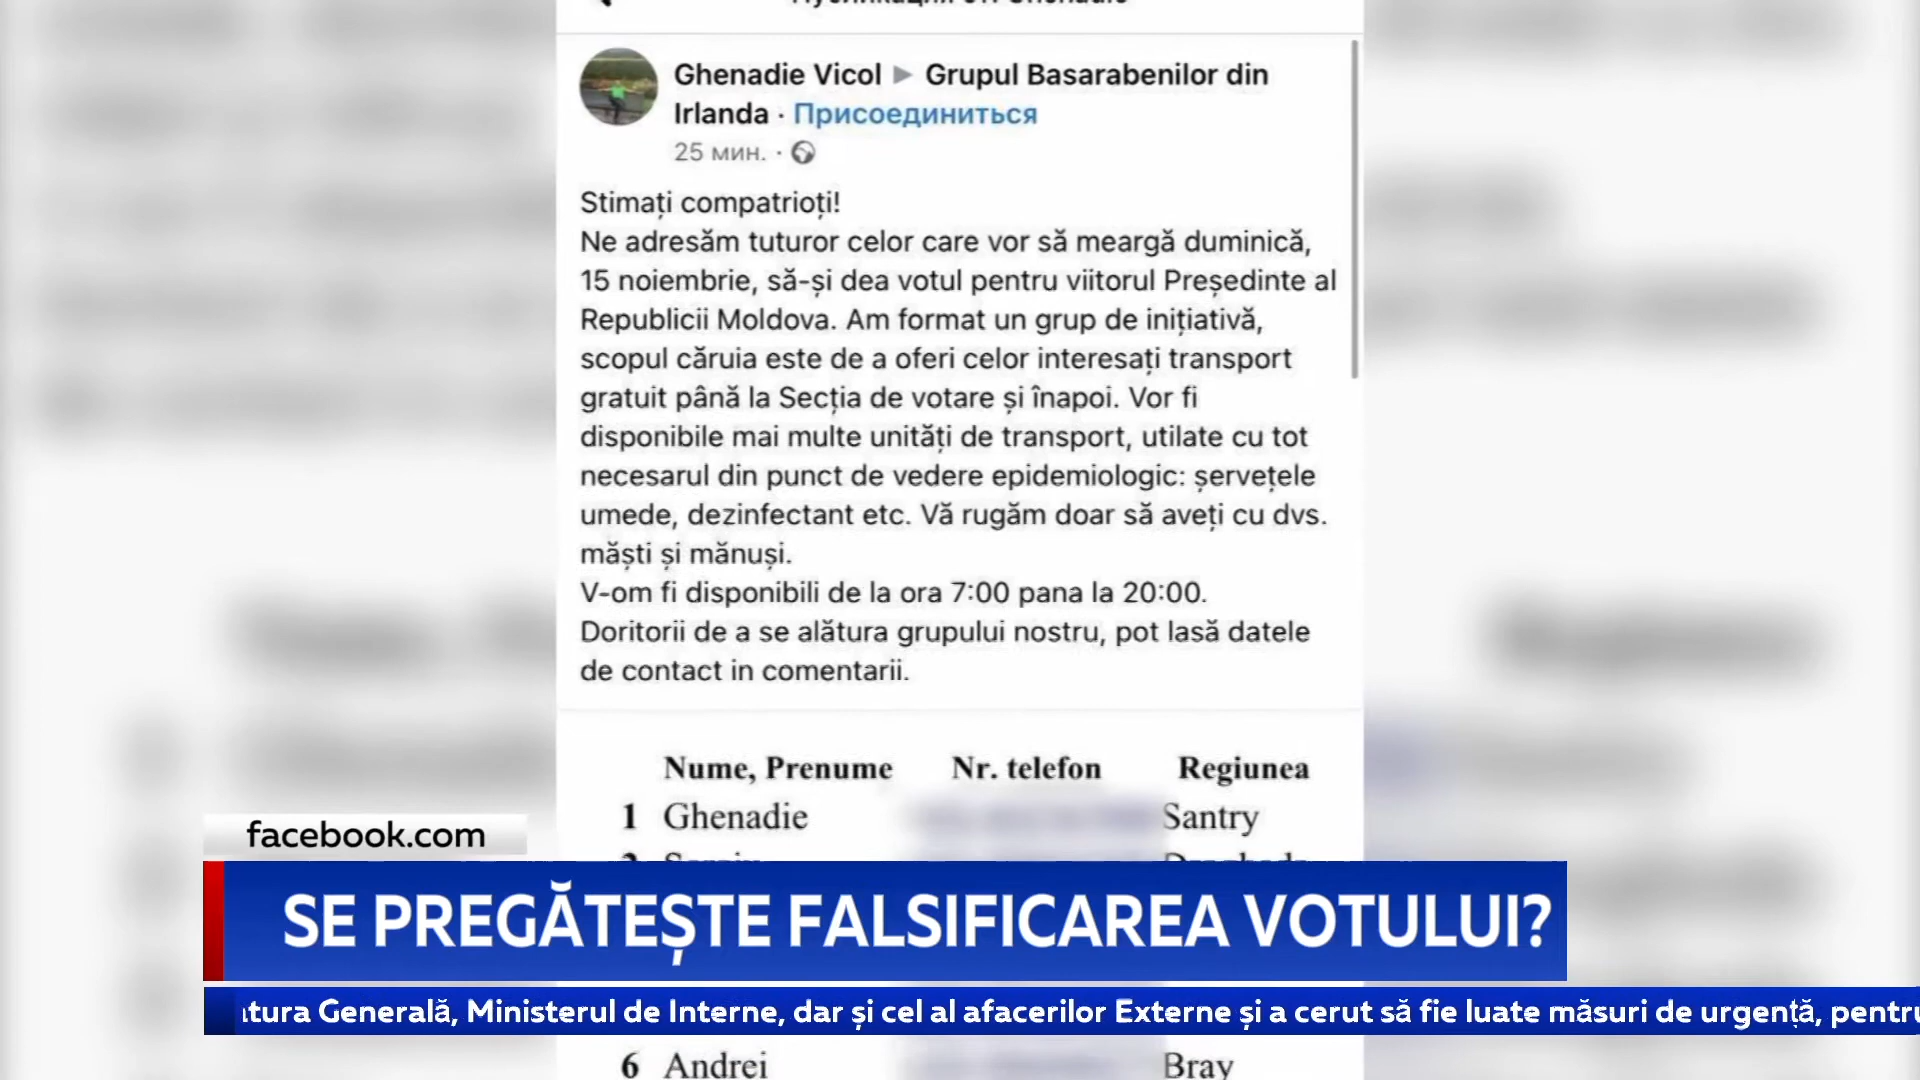 Ghenadie Vicol ▶ Grupul Basarabenilor din
Irlanda · Присоединиться
25 мин. ·
Stimați compatrioți!
Ne adresăm tuturor celor care vor să meargă duminică,
15 noiembrie, să-și dea votul pentru viitorul Președinte al
Republicii Moldova. Am format un grup de inițiativă,
scopul căruia este de a oferi celor interesați transport
gratuit până la Secția de votare și înapoi. Vor fi
disponibile mai multe unități de transport, utilate cu tot
necesarul din punct de vedere epidemiologic: șervețele
umede, dezinfectant etc. Vă rugăm doar să aveți cu dvs.
măști și mănuși.
V-om fi disponibili de la ora 7:00 pana la 20:00.
Doritorii de a se alătura grupului nostru, pot lasă datele
de contact in comentarii.
Nume, Prenume Nr. telefon Regiunea
1 Ghenadie Santry
facebook.com
SE PREGĂTEȘTE FALSIFICAREA VOTULUI?
Generală, Ministerul de Interne, dar și cel al afacerilor Externe și a cerut să fie luate măsuri de urgență,
6 Andrei Bray